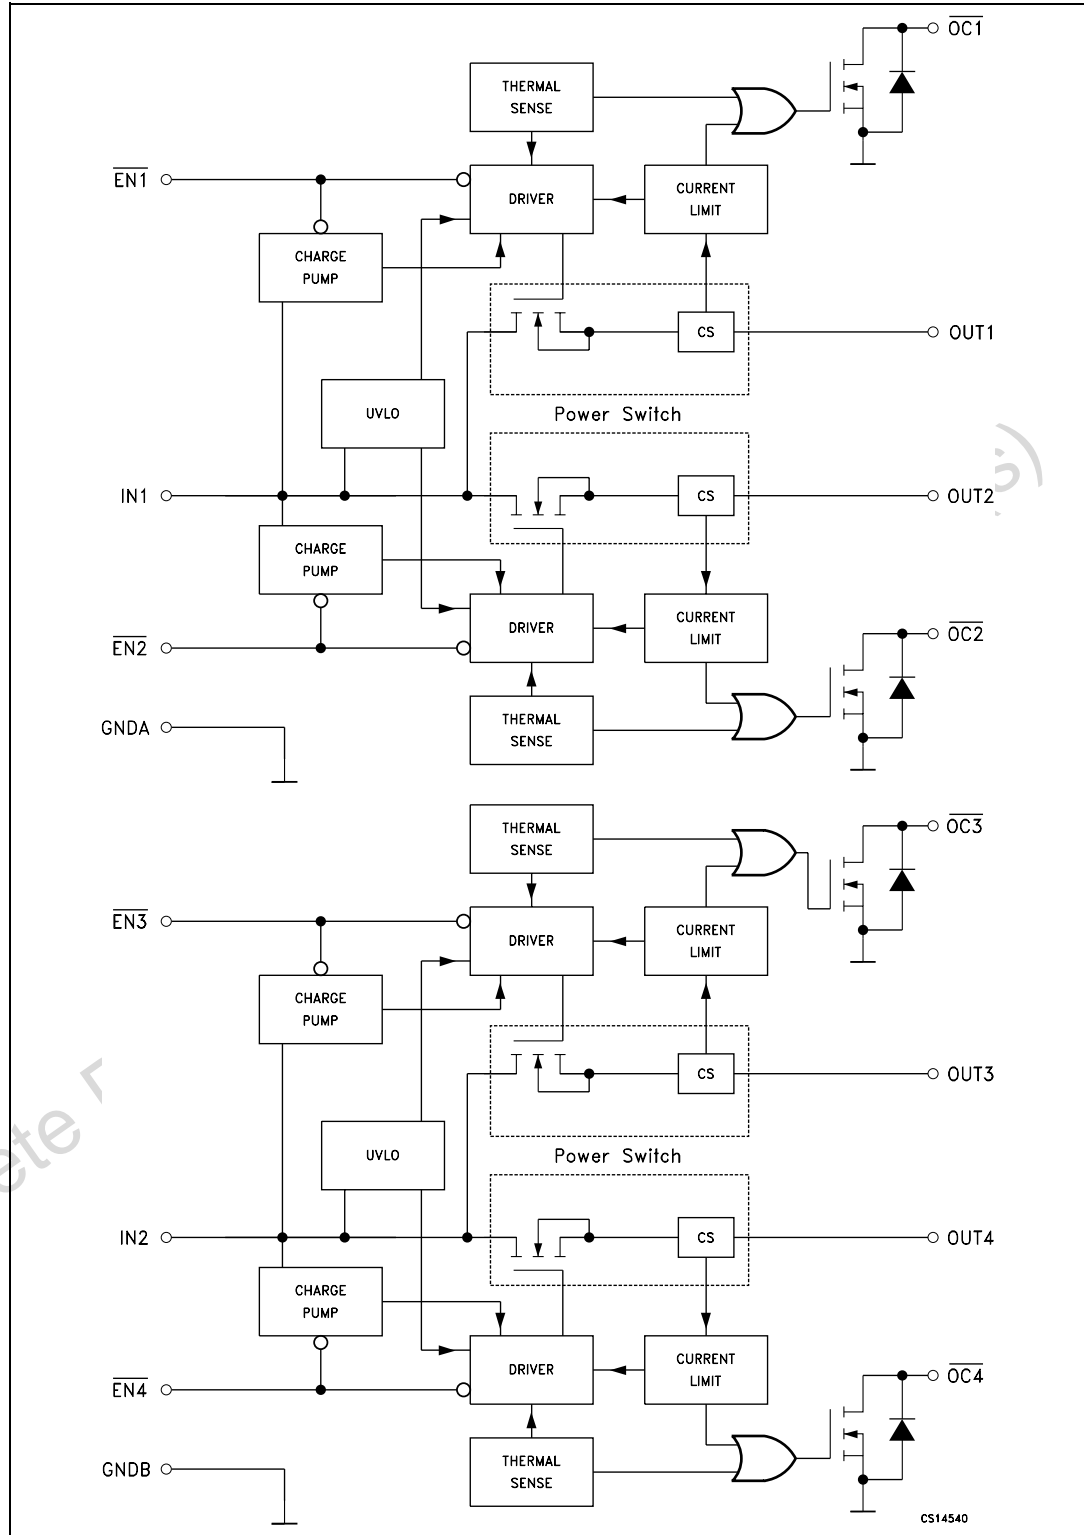 OC1
THERMAL
SENSE
EN1
DRIVER
CURRENT
LIMIT
CHARGE
PUMP
CS
OUT1
UVLO
Power Switch
IN1
CS
OUT2
CHARGE
PUMP
DRIVER
CURRENT
LIMIT
OC2
EN2
THERMAL
SENSE
GNDA
THERMAL
SENSE
OC3
EN3
DRIVER
CURRENT
LIMIT
CHARGE
PUMP
CS
OUT3
UVLO
Power Switch
IN2
CS
OUT4
CHARGE
PUMP
DRIVER
CURRENT
LIMIT
OC4
EN4
THERMAL
SENSE
GNDB
CS14540